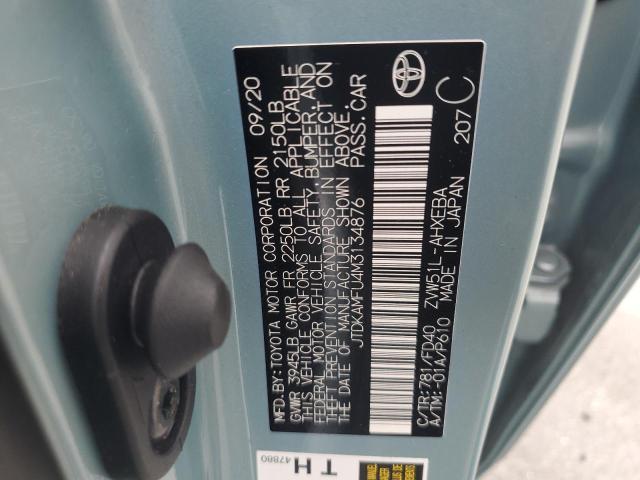 MFD.BY:TOYOTA MOTOR CORPORATION 09/20
GVWR 3945LB GAWR FR 2250LB RR 2150LB
THIS VEHICLE CONFORMS TO ALL APPLICABLE
FEDERAL MOTOR VEHICLE SAFETY,BUMPER,AND
THEFT PREVENTION STANDARDS IN EFFECT ON
THE DATE OF MANUFACTURE SHOWN ABOVE.
JTDKAMFU4M3134876 PASS.CAR
C/TR:781/FD40 ZVW51L-AHXEBA
A/TM:-01A/P610 MADE IN JAPAN 207 C
TH
47880